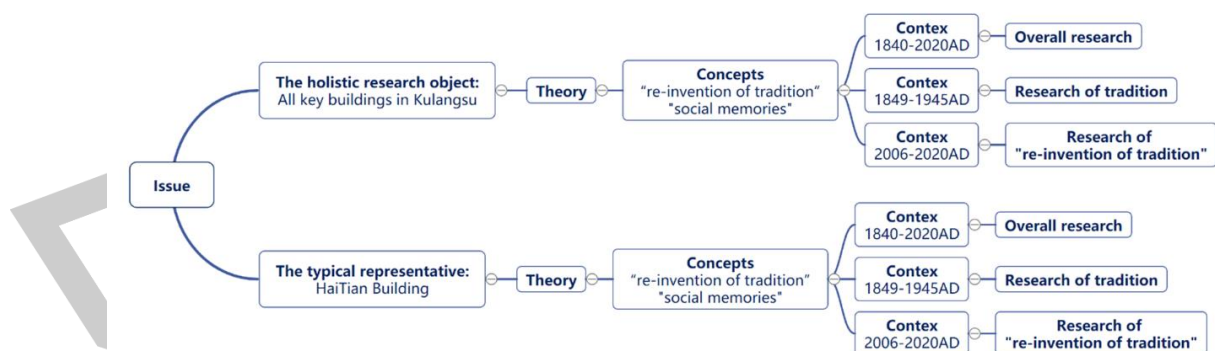 Issue
The holistic research object:
All key buildings in Kulangsu
Theory
Concepts
“re-invention of tradition“
"social memories"
Contex
1840-2020AD
Overall research
Contex
1849-1945AD
Research of tradition
Contex
2006-2020AD
Research of
"re-invention of tradition"
The typical representative:
HaiTian Building
Theory
Concepts
“re-invention of tradition”
"social memories"
Contex
1840-2020AD
Overall research
Contex
1849-1945AD
Research of tradition
Contex
2006-2020AD
Research of
"re-invention of tradition"